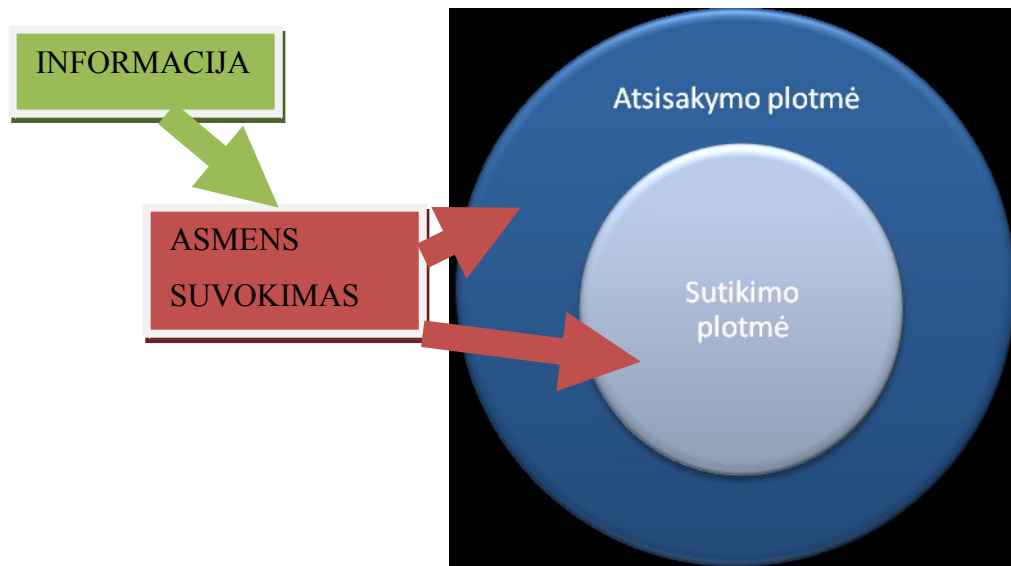 INFORMACIJA
Atsisakymo plotmė
ASMENS
SUVOKIMAS
Sutikimo
plotmė